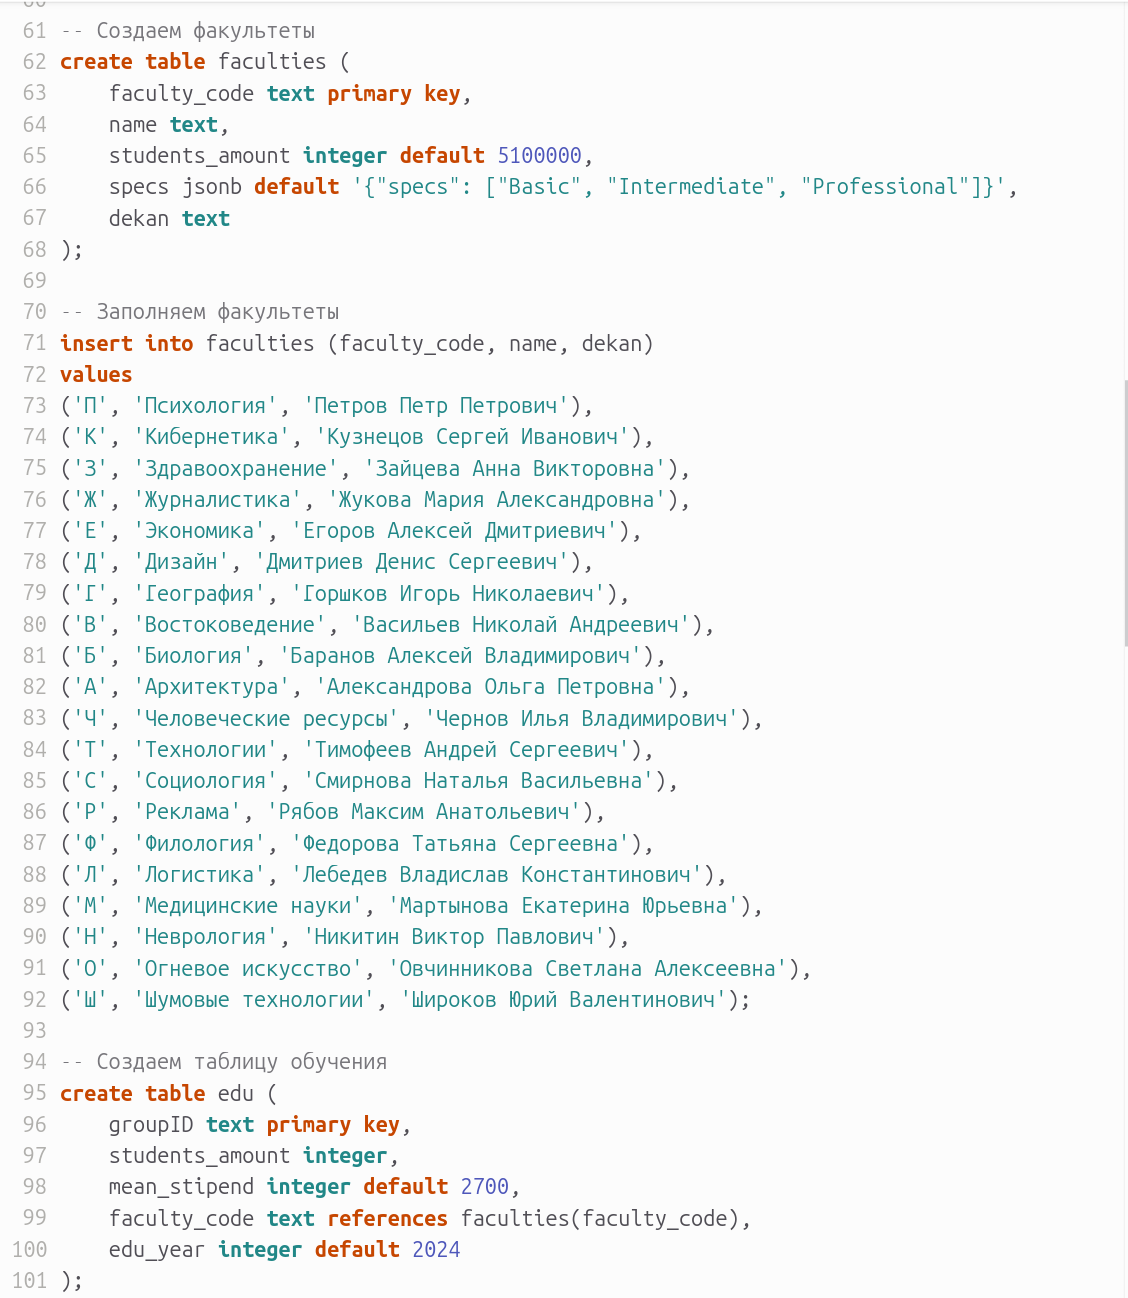 61 -- Создаем факультеты
62 create table faculties (
63     faculty_code text primary key,
64     name text,
65     students_amount integer default 5100000,
66     specs jsonb default '{"specs": ["Basic", "Intermediate", "Professional"]}',
67     dekan text
68 );
69
70 -- Заполняем факультеты
71 insert into faculties (faculty_code, name, dekan)
72 values
73 ('П', 'Психология', 'Петров Петр Петрович'),
74 ('К', 'Кибернетика', 'Кузнецов Сергей Иванович'),
75 ('З', 'Здравоохранение', 'Зайцева Анна Викторовна'),
76 ('Ж', 'Журналистика', 'Жукова Мария Александровна'),
77 ('Е', 'Экономика', 'Егоров Алексей Дмитриевич'),
78 ('Д', 'Дизайн', 'Дмитриев Денис Сергеевич'),
79 ('Г', 'География', 'Горшков Игорь Николаевич'),
80 ('В', 'Востоковедение', 'Васильев Николай Андреевич'),
81 ('Б', 'Биология', 'Баранов Алексей Владимирович'),
82 ('А', 'Архитектура', 'Александрова Ольга Петровна'),
83 ('Ч', 'Человеческие ресурсы', 'Чернов Илья Владимирович'),
84 ('Т', 'Технологии', 'Тимофеев Андрей Сергеевич'),
85 ('С', 'Социология', 'Смирнова Наталья Васильевна'),
86 ('Р', 'Реклама', 'Рябов Максим Анатольевич'),
87 ('Ф', 'Филология', 'Федорова Татьяна Сергеевна'),
88 ('Л', 'Логистика', 'Лебедев Владислав Константинович'),
89 ('М', 'Медицинские науки', 'Мартынова Екатерина Юрьевна'),
90 ('Н', 'Неврология', 'Никитин Виктор Павлович'),
91 ('О', 'Огневое искусство', 'Овчинникова Светлана Алексеевна'),
92 ('Ш', 'Шумовые технологии', 'Широков Юрий Валентинович');
93
94 -- Создаем таблицу обучения
95 create table edu (
96     groupID text primary key,
97     students_amount integer,
98     mean_stipend integer default 2700,
99     faculty_code text references faculties(faculty_code),
100     edu_year integer default 2024
101 );